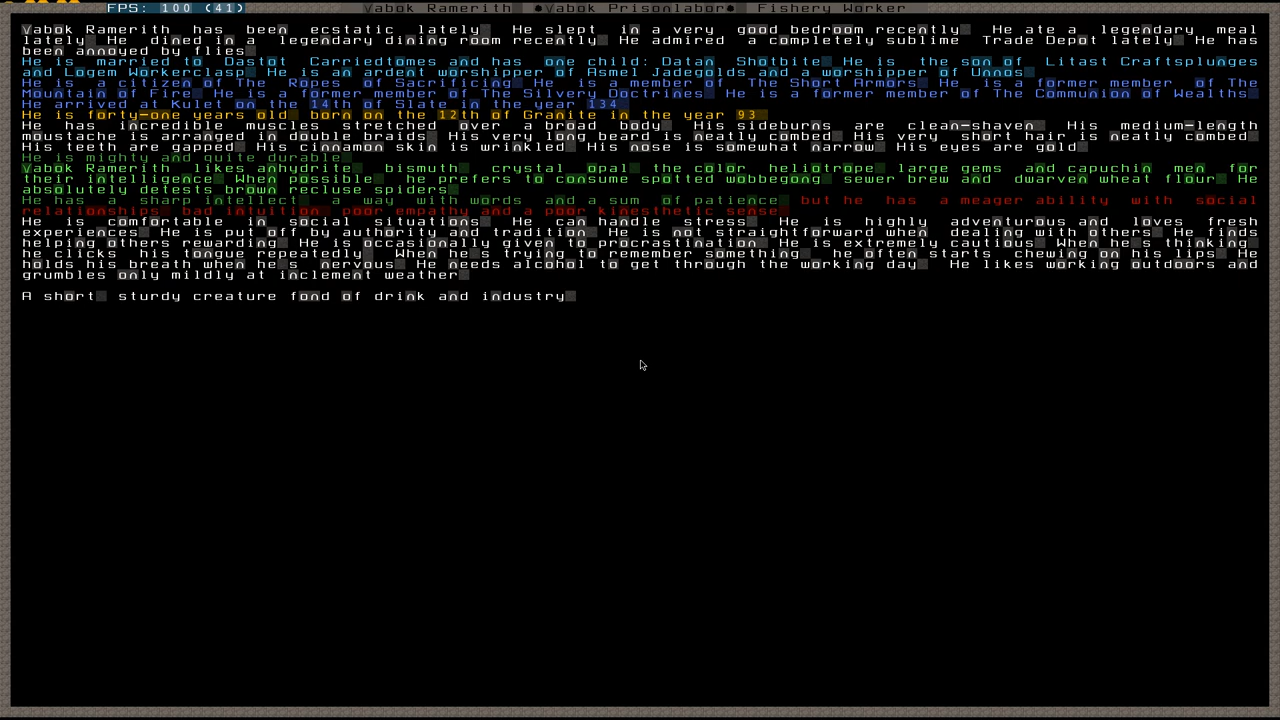 FPS: 100 (41) Vabok Ramerith •Vabok Prisonlabor• Fishery Worker
Vabok Ramerith has been ecstatic lately. He slept in a very good bedroom recently. He ate a legendary meal
lately. He dined in a legendary dining room recently. He admired a completely sublime Trade Depot lately. He has
been annoyed by flies.
He is married to Dastot Carriedtomes and has one child: Datan Shotbite. He is the son of Litast Craftsplunges
and Logem Workerclasp. He is an ardent worshipper of Asmel Jadegolds and a worshipper of Unnos.
He is a citizen of The Ropes of Sacrificing. He is a member of The Short Armors. He is a former member of The
Mountain of Fire. He is a former member of The Silvery Doctrines. He is a former member of The Communion of Wealths.
He arrived at Kulet on the 14th of Slate in the year 134.
He is forty-one years old, born on the 12th of Granite in the year 93.
He has incredible muscles stretched over a broad body. His sideburns are clean-shaven. His medium-length
moustache is arranged in double braids. His very long beard is neatly combed. His very short hair is neatly combed.
His teeth are gapped. His cinnamon skin is wrinkled. His nose is somewhat narrow. His eyes are gold.
He is mighty and quite durable.
Vabok Ramerith likes anhydrite, bismuth, crystal opal, the color heliotrope, large gems and capuchin men for
their intelligence. When possible, he prefers to consume spotted wobbegong, sewer brew and dwarven wheat flour. He
absolutely detests brown recluse spiders.
He has a sharp intellect, a way with words and a sum of patience, but he has a meager ability with social
relationships, bad intuition, poor empathy and a poor kinesthetic sense.
He is comfortable in social situations. He can handle stress. He is highly adventurous and loves fresh
experiences. He is put off by authority and tradition. He is not straightforward when dealing with others. He finds
helping others rewarding. He is occasionally given to procrastination. He is extremely cautious. When he's thinking,
he clicks his tongue repeatedly. When he's trying to remember something, he often starts chewing on his lips. He
holds his breath when he's nervous. He needs alcohol to get through the working day. He likes working outdoors and
grumbles only mildly at inclement weather.
A short, sturdy creature fond of drink and industry.